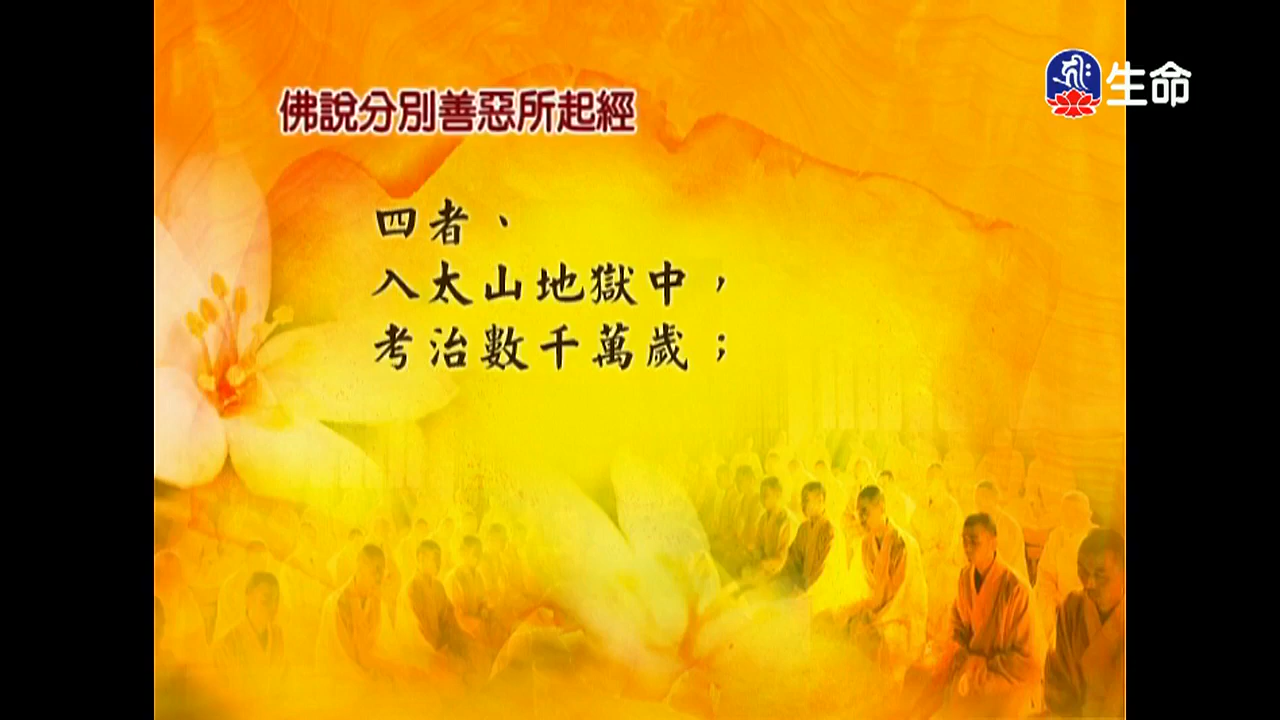 佛說分別善惡所起經
生命
四者、
入太山地獄中，
考治數千萬歲；